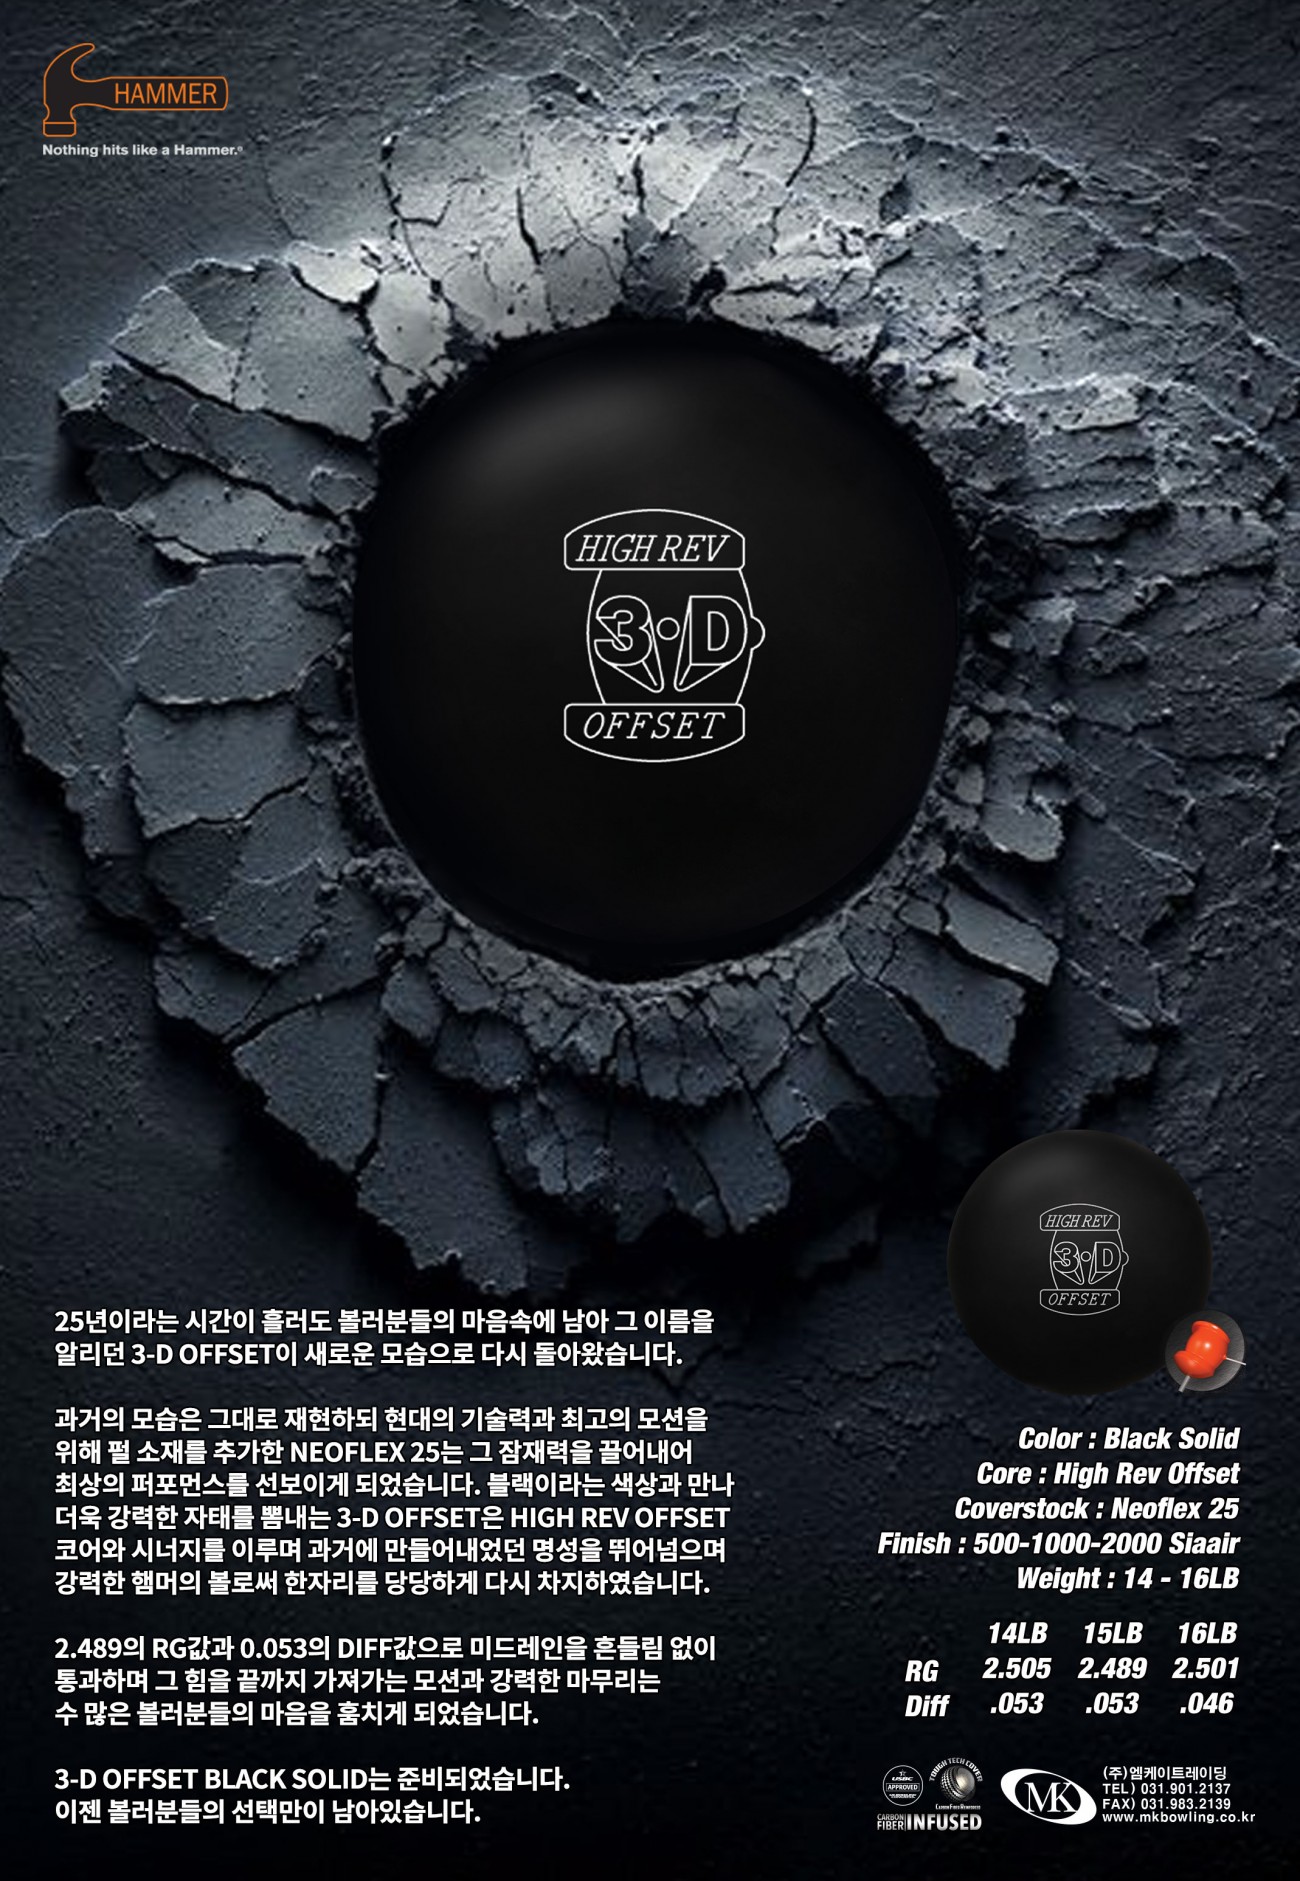 HAMMER
Nothing hits like a Hammer.®
HIGH REV
3·D
OFFSET
HIGH REV
3·D
OFFSET
25년이라는 시간이 흘러도 볼러분들의 마음속에 남아 그 이름을
알리던 3-D OFFSET이 새로운 모습으로 다시 돌아왔습니다.
과거의 모습은 그대로 재현하되 현대의 기술력과 최고의 모션을
위해 펄 소재를 추가한 NEOFLEX 25는 그 잠재력을 끌어내어
최상의 퍼포먼스를 선보이게 되었습니다. 블랙이라는 색상과 만나
더욱 강력한 자태를 뽐내는 3-D OFFSET은 HIGH REV OFFSET
코어와 시너지를 이루며 과거에 만들어내었던 명성을 뛰어넘으며
강력한 햄머의 볼로써 한자리를 당당하게 다시 차지하였습니다.
2.489의 RG값과 0.053의 DIFF값으로 미드레인을 흔들림 없이
통과하며 그 힘을 끝까지 가져가는 모션과 강력한 마무리는
수 많은 볼러분들의 마음을 훔치게 되었습니다.
3-D OFFSET BLACK SOLID는 준비되었습니다.
이젠 볼러분들의 선택만이 남아있습니다.
Color : Black Solid
Core : High Rev Offset
Coverstock : Neoflex 25
Finish : 500-1000-2000 Siaair
Weight : 14 - 16LB
14LB 15LB 16LB
RG 2.505 2.489 2.501
Diff .053 .053 .046
USBC
APPROVED
TOUGH TECH COVER
CARBON FIBER REINFORCED
CARBON
FIBER INFUSED
MK
(주)엠케이트레이딩
TEL) 031.901.2137
FAX) 031.983.2139
www.mkbowling.co.kr